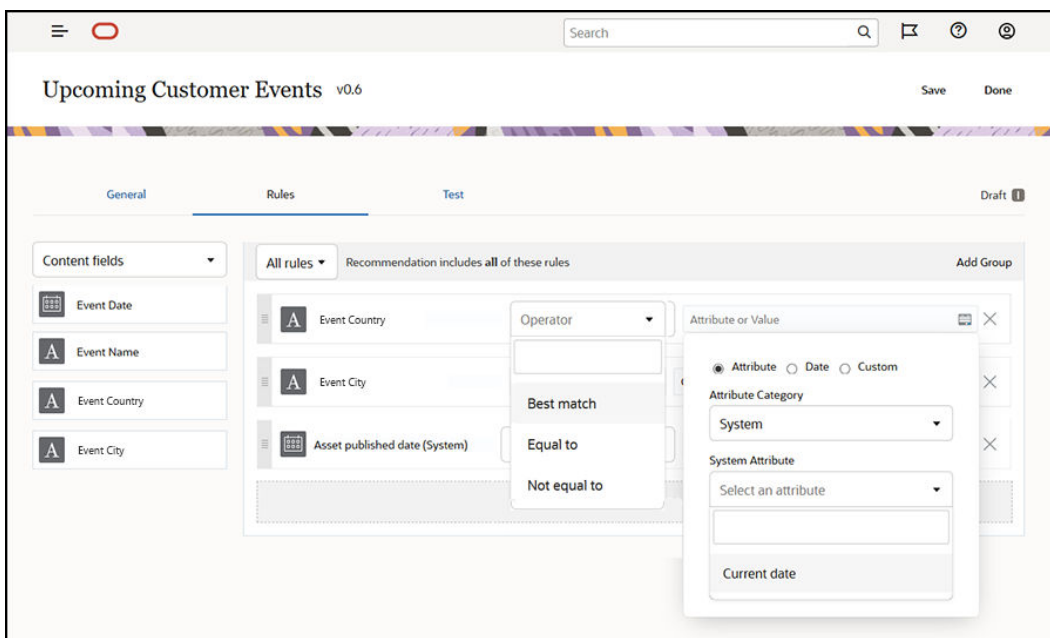 Search
Upcoming Customer Events v0.6
Save Done
General Rules Test Draft
Content fields
Event Date
A Event Name
A Event Country
A Event City
All rules Recommendation includes all of these rules Add Group
A Event Country Operator Attribute or Value
A Event City
Asset published date (System)
Best match
Equal to
Not equal to
Attribute Date Custom
Attribute Category
System
System Attribute
Select an attribute
Current date